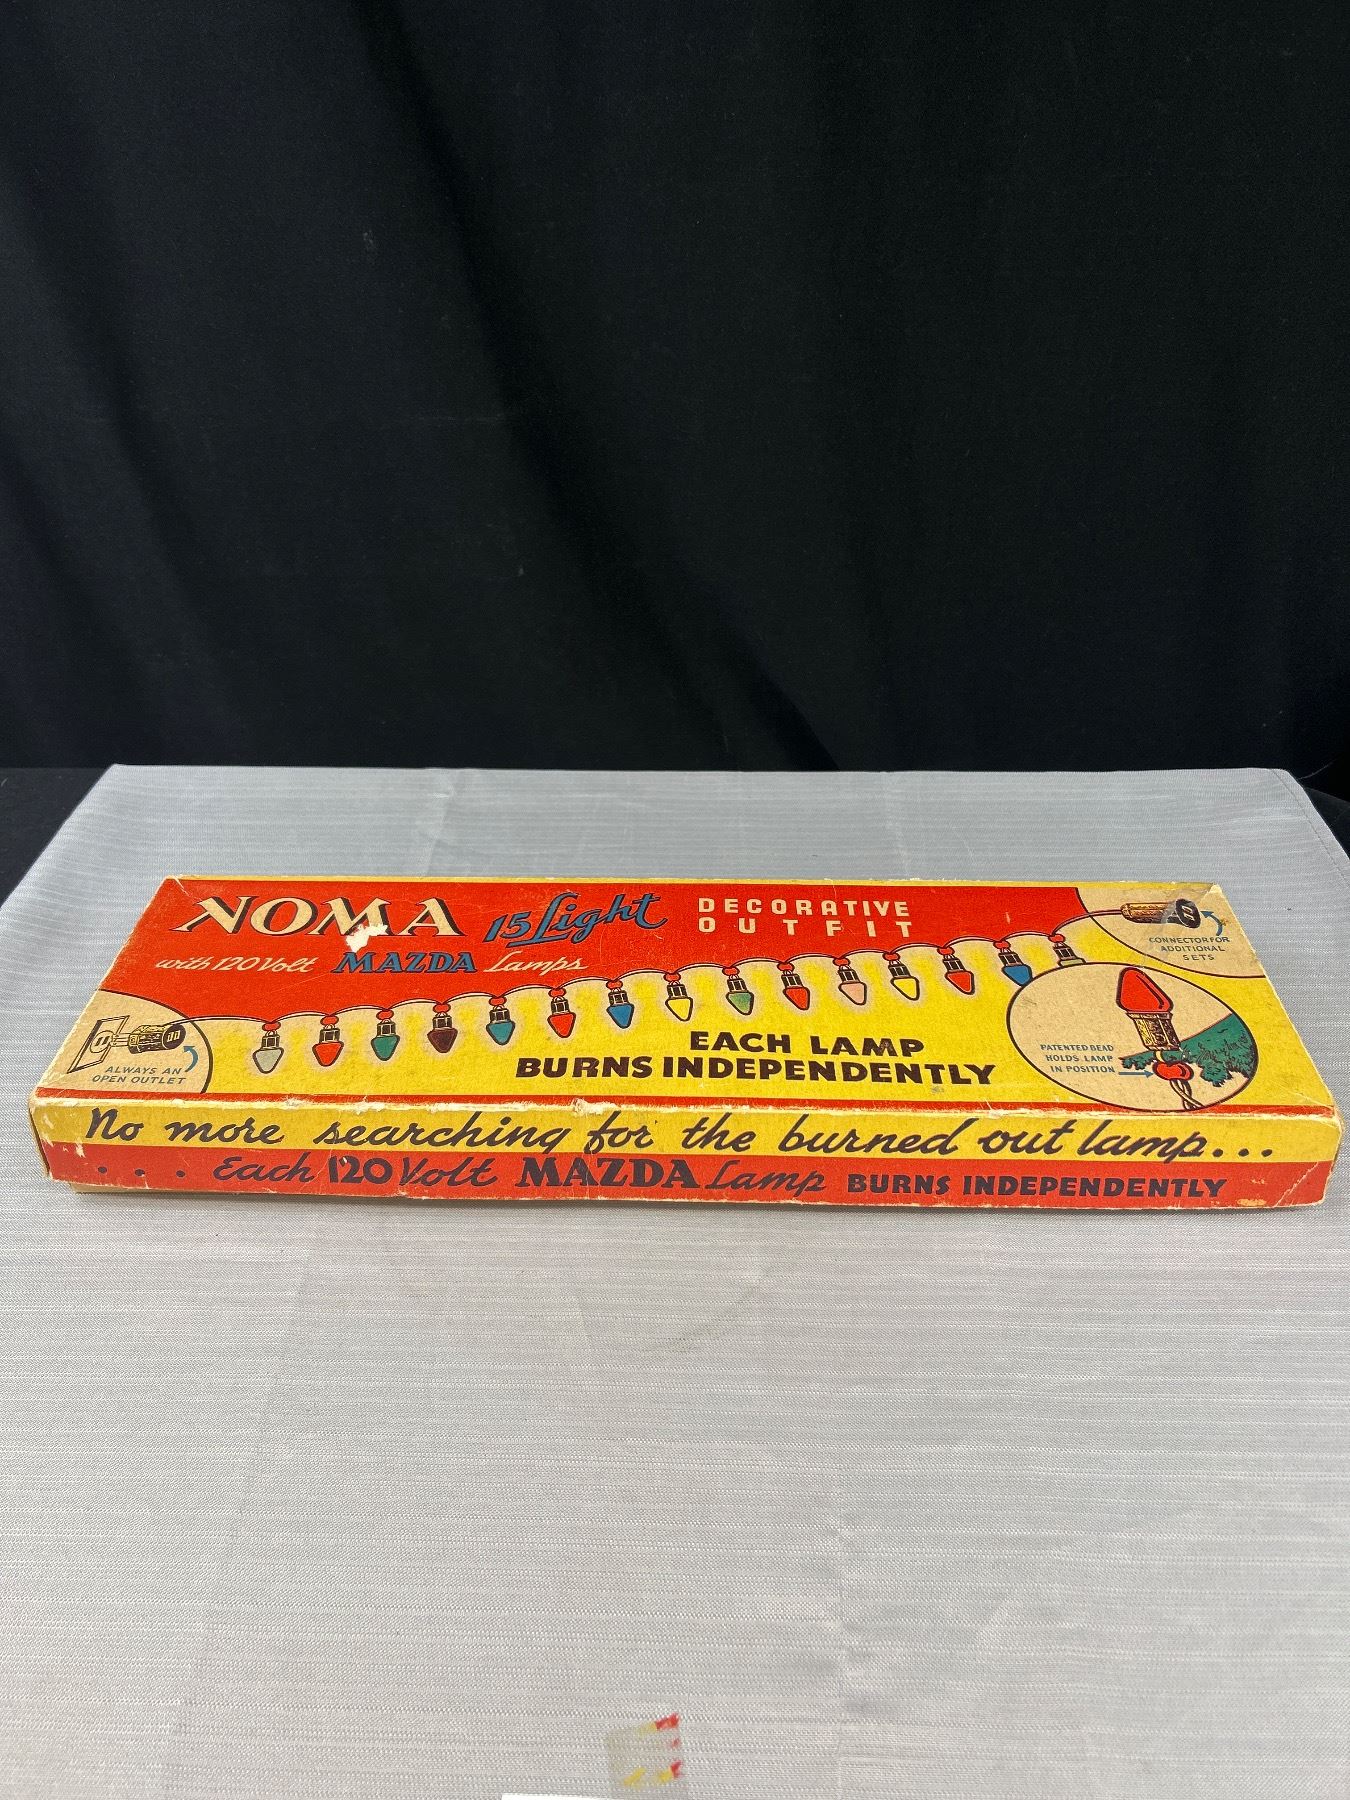 NOMA 15 Light DECORATIVE
OUTFIT
with 120 Volt MAZDA Lamps
CONNECTOR FOR
ADDITIONAL
SETS
EACH LAMP
BURNS INDEPENDENTLY
PATENTED BEAD
HOLDS LAMP
IN POSITION
ALWAYS AN
OPEN OUTLET
No more searching for the burned out lamp...
... Each 120 Volt MAZDA Lamp BURNS INDEPENDENTLY